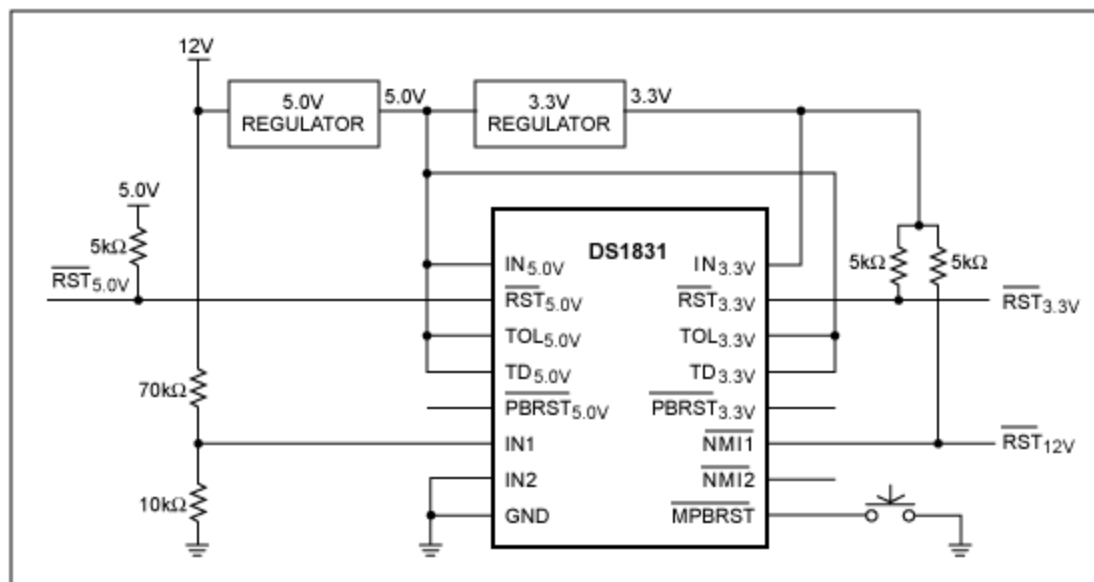 12V
5.0V
REGULATOR
5.0V
3.3V
REGULATOR
3.3V
5.0V
5kΩ
RST5.0V
DS1831
IN5.0V
IN3.3V
RST5.0V
RST3.3V
TOL5.0V
TOL3.3V
TD5.0V
TD3.3V
PBRST5.0V
PBRST3.3V
IN1
NMI1
IN2
NMI2
GND
MPBRST
5kΩ
5kΩ
RST3.3V
RST12V
70kΩ
10kΩ